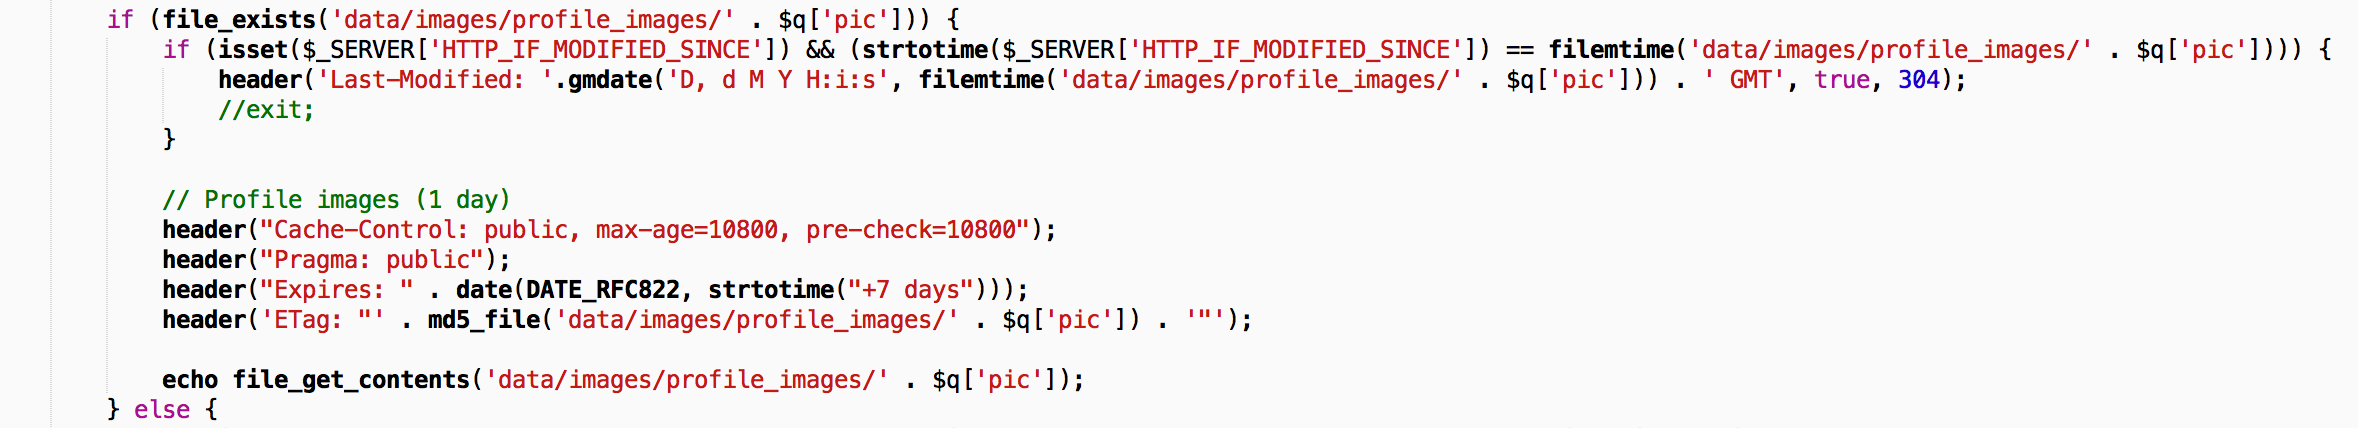 if (file_exists('data/images/profile_images/' . $q['pic'])) {
if (isset($_SERVER['HTTP_IF_MODIFIED_SINCE']) && (strtotime($_SERVER['HTTP_IF_MODIFIED_SINCE']) == filemtime('data/images/profile_images/' . $q['pic']))) {
header('Last-Modified: '.gmdate('D, d M Y H:i:s', filemtime('data/images/profile_images/' . $q['pic'])) . ' GMT', true, 304);
//exit;
}
// Profile images (1 day)
header("Cache-Control: public, max-age=10800, pre-check=10800");
header("Pragma: public");
header("Expires: " . date(DATE_RFC822, strtotime("+7 days")));
header('ETag: "' . md5_file('data/images/profile_images/' . $q['pic']) . '"');
echo file_get_contents('data/images/profile_images/' . $q['pic']);
} else {